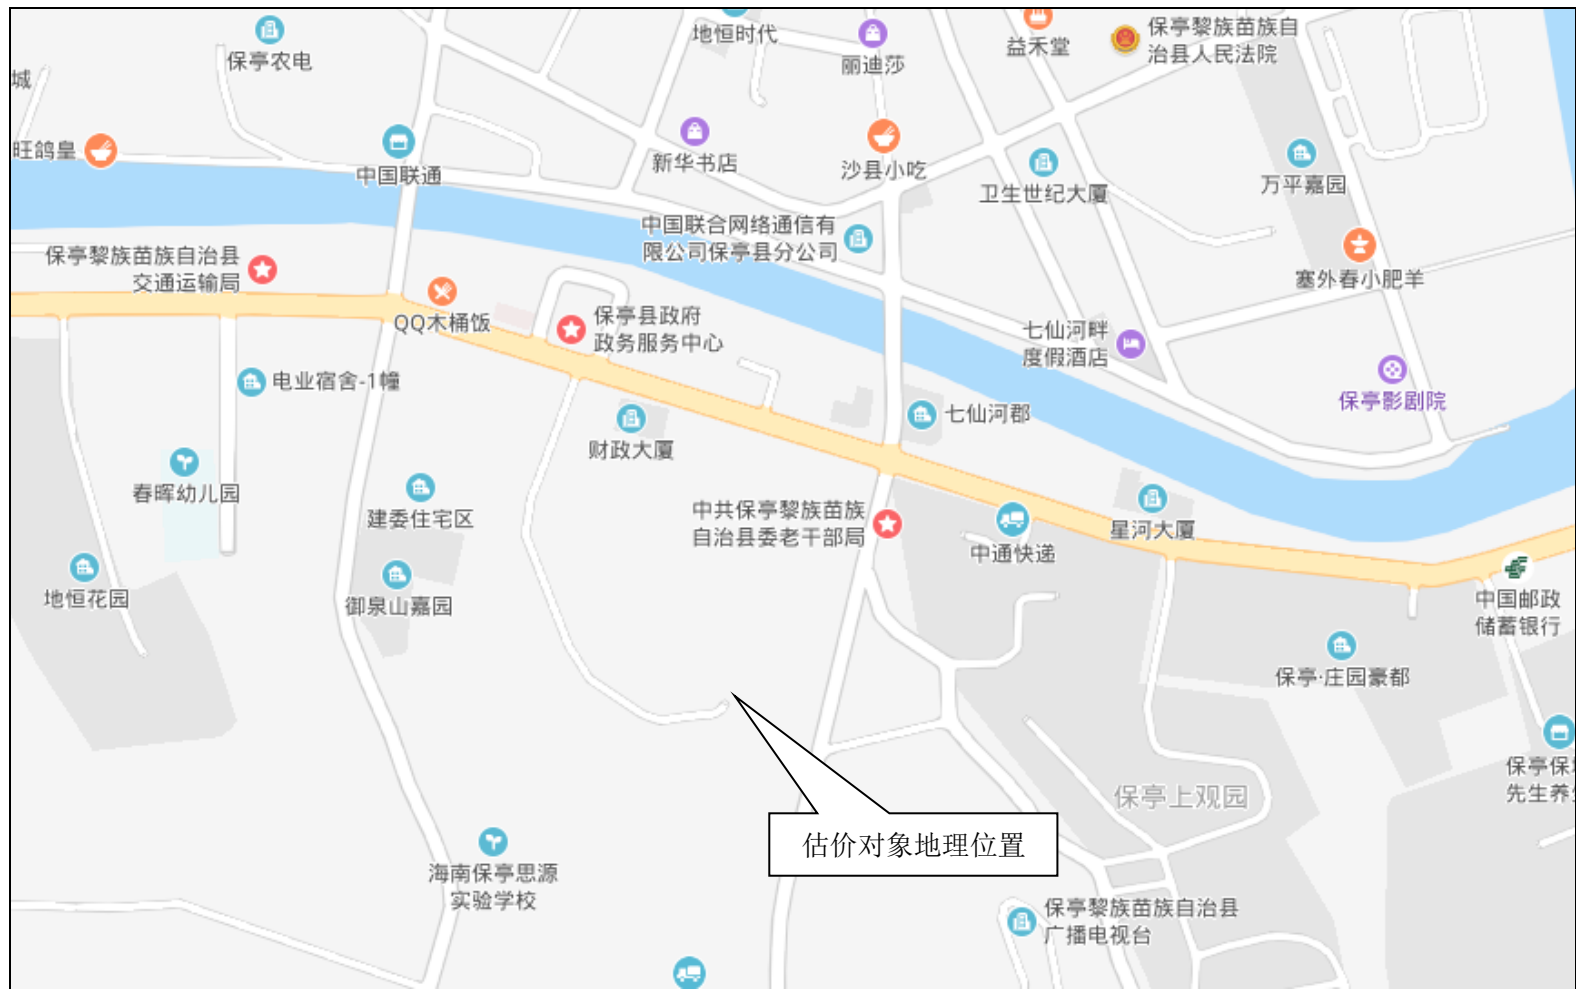 地恒时代
丽迪莎
益禾堂
保亭黎族苗族自
治县人民法院
保亭农电
城
旺鸽皇
中国联通
新华书店
沙县小吃
卫生世纪大厦
万平嘉园
中国联合网络通信有
限公司保亭县分公司
保亭黎族苗族自治县
交通运输局
塞外春小肥羊
QQ木桶饭
保亭县政府
政务服务中心
七仙河畔
度假酒店
电业宿舍-1幢
保亭影剧院
七仙河郡
财政大厦
春晖幼儿园
建委住宅区
中共保亭黎族苗族
自治县委老干部局
中通快递
星河大厦
地恒花园
御泉山嘉园
中国邮政
储蓄银行
保亭·庄园豪都
保亭保
先生养
保亭上观园
估价对象地理位置
海南保亭思源
实验学校
保亭黎族苗族自治县
广播电视台